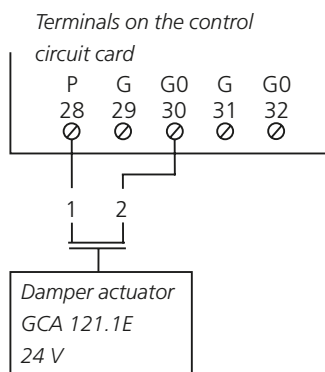 Terminals on the control
circuit card
P G G0 G G0
28 29 30 31 32
1 2
Damper actuator
GCA 121.1E
24 V